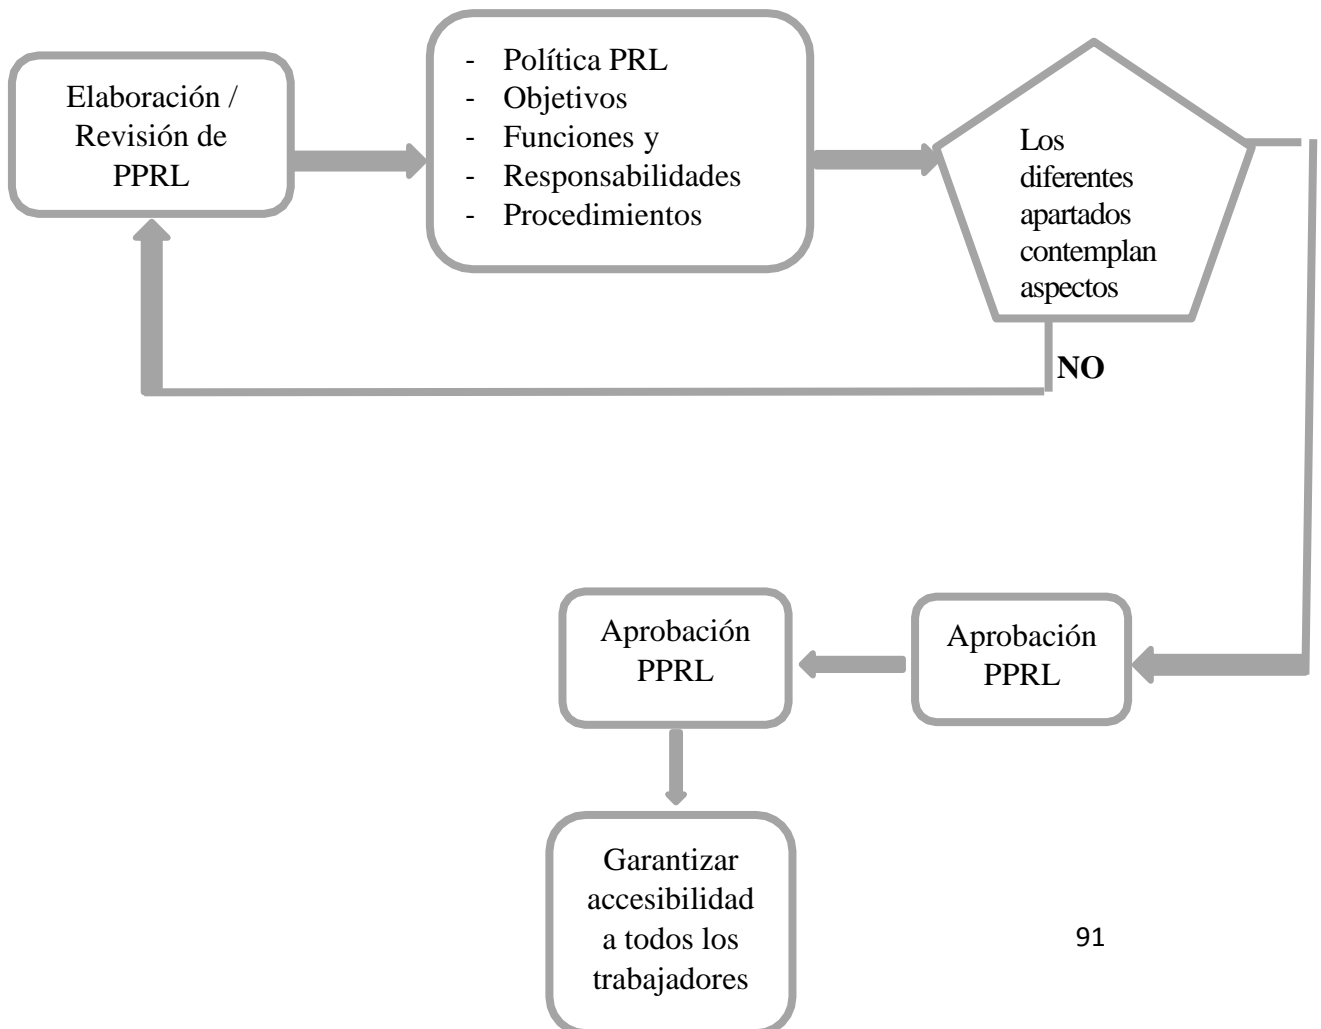 Elaboración /
Revisión de
PPRL
- Política PRL
- Objetivos
- Funciones y
- Responsabilidades
- Procedimientos
Los
diferentes
apartados
contemplan
aspectos
NO
Aprobación
PPRL
Aprobación
PPRL
Garantizar
accesibilidad
a todos los
trabajadores
91